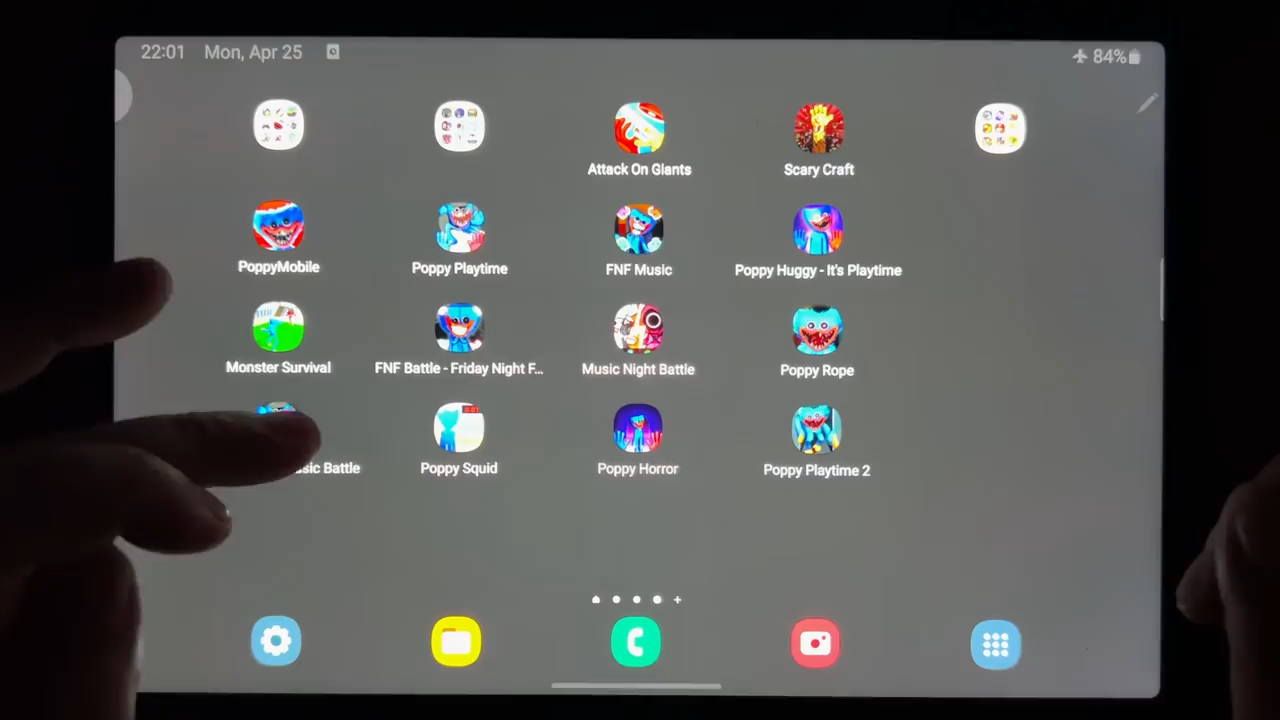 22:01 Mon, Apr 25 84%
Attack On Giants Scary Craft
PoppyMobile Poppy Playtime FNF Music Poppy Huggy - It's Playtime
Monster Survival FNF Battle - Friday Night F... Music Night Battle Poppy Rope
Battle Poppy Squid Poppy Horror Poppy Playtime 2